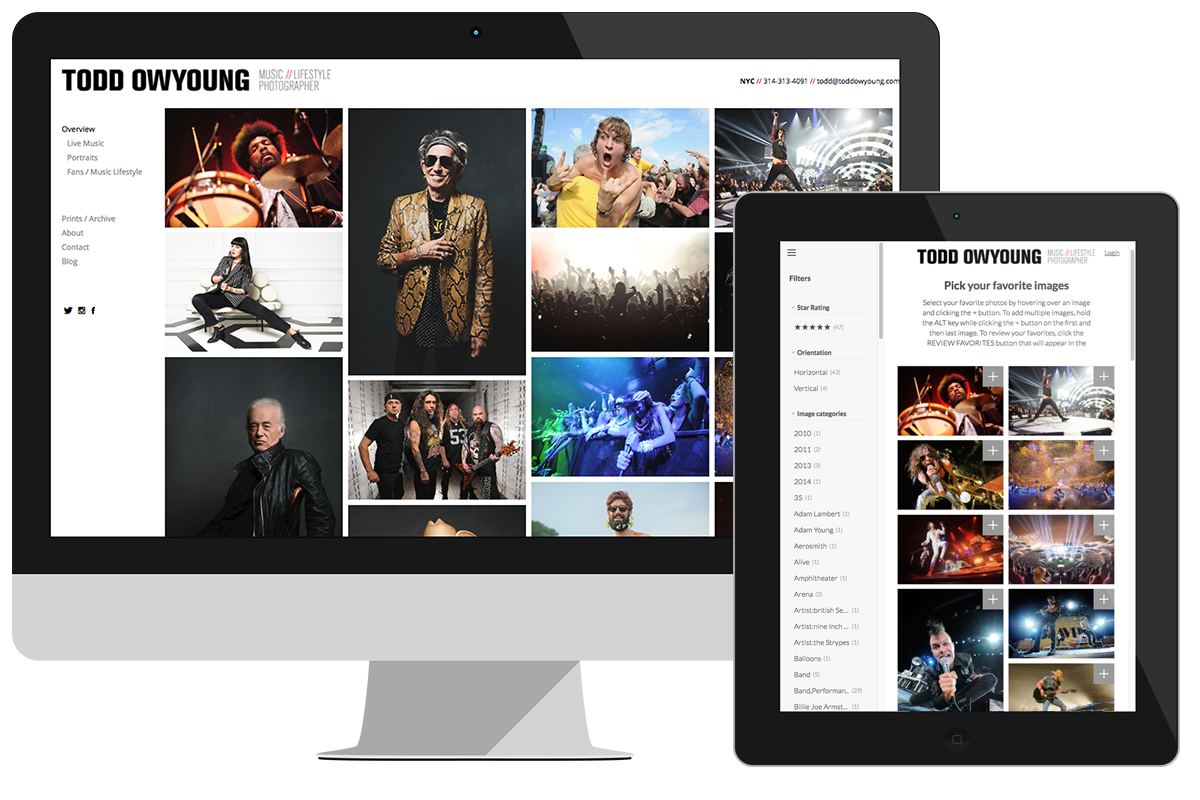 TODD OWYOUNG
MUSIC // LIFESTYLE
PHOTOGRAPHER
NYC // 314-313-4091 // todd@toddowyoung.com
Overview
Live Music
Portraits
Fans / Music Lifestyle
Prints / Archive
About
Contact
Blog
TODD OWYOUNG
MUSIC // LIFESTYLE
PHOTOGRAPHER
Login
Filters
Star Rating
★★★★★ (47)
Orientation
Horizontal (43)
Vertical (4)
Image categories
2010 (1)
2011 (2)
2013 (3)
2014 (1)
35 (1)
Adam Lambert (1)
Adam Young (1)
Aerosmith (1)
Alive (1)
Amphitheater (1)
Arena (3)
Artist:british Se... (1)
Artist:nine Inch ... (1)
Artist:the Strypes (1)
Balloons (1)
Band (5)
Band,Performan... (29)
Billie Joe Armst... (1)
Pick your favorite images
Select your favorite photos by hovering over an image
and clicking the + button. To add multiple images, hold
the ALT key while clicking the + button on the first and
then last image. To review your favorites, click the
REVIEW FAVORITES button that will appear in the